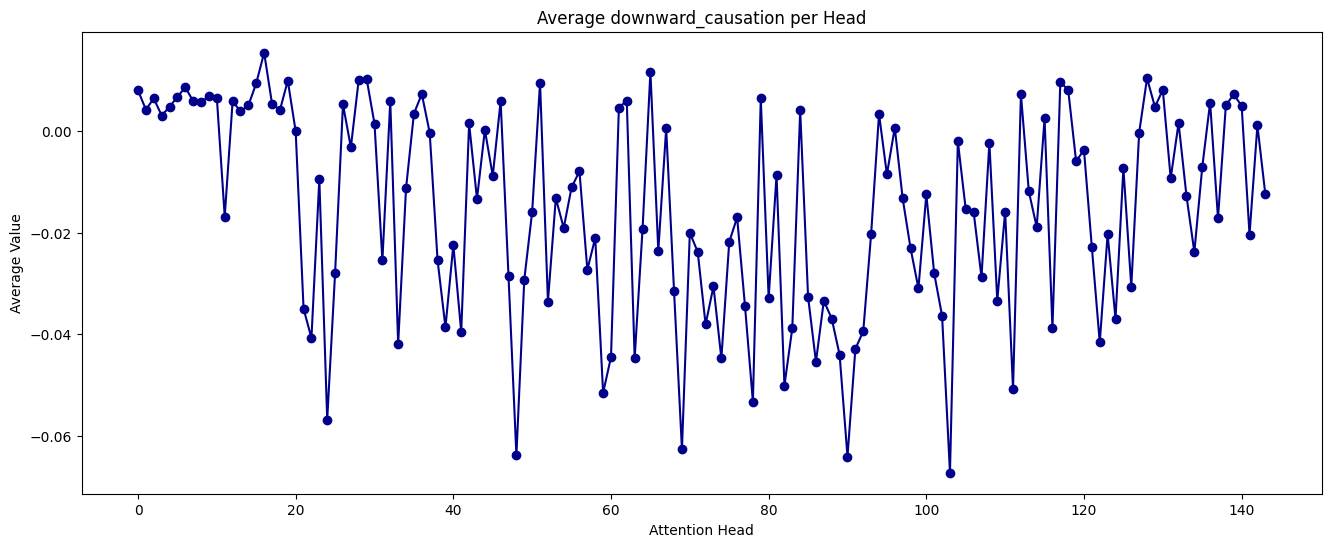 Average downward_causation per Head
Average Value
0.00
−0.02
−0.04
−0.06
0 20 40 60 80 100 120 140
Attention Head